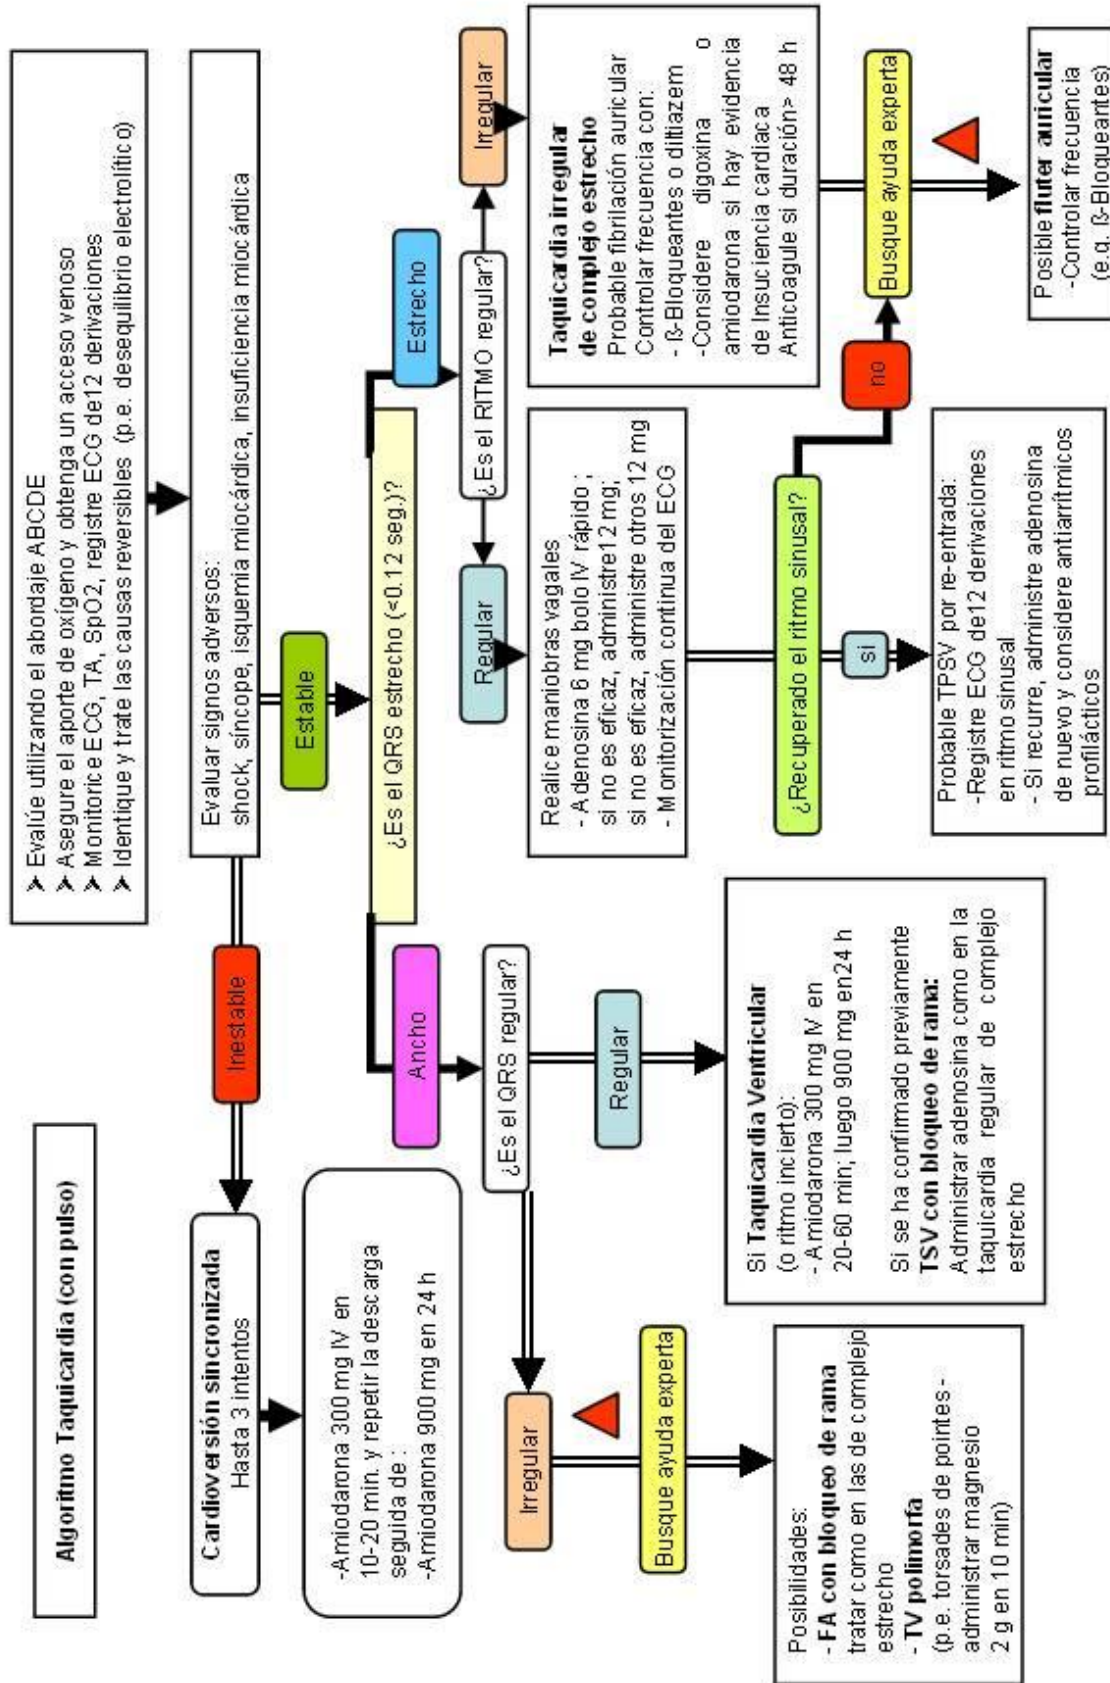 Algoritmo Taquicardia (con pulso)
➤ Evalúe utilizando el abordaje ABCDE
➤ Asegure el aporte de oxígeno y obtenga un acceso venoso
➤ Monitorice ECG, TA, SpO2, registre ECG de12 derivaciones
➤ Identique y trate las causas reversibles (p.e. desequilibrio electrolítico)
Evaluar signos adversos:
shock, síncope, isquemia miocárdica, insuficiencia miocárdica
Inestable
Estable
Cardioversión sincronizada
Hasta 3 intentos
-Amiodarona 300 mg IV en
10-20 min. y repetir la descarga
seguida de :
-Amiodarona 900 mg en 24 h
¿Es el QRS estrecho (<0.12 seg.)?
Ancho
Estrecho
¿Es el QRS regular?
¿Es el RITMO regular?
Irregular
Regular
Regular
Irregular
Busque ayuda experta
Posibilidades:
- FA con bloqueo de rama
tratar como en las de complejo
estrecho
- TV polimorfa
(p.e. torsades de pointes -
administrar magnesio
2 g en 10 min)
Si Taquicardia Ventricular
(o ritmo incierto):
- Amiodarona 300 mg IV en
20-60 min; luego 900 mg en24 h
Si se ha confirmado previamente
TSV con bloqueo de rama:
Administrar adenosina como en la
taquicardia regular de complejo
estrecho
Realice maniobras vagales
- Adenosina 6 mg bolo IV rápido ;
si no es eficaz, administre12 mg;
si no es eficaz, administre otros 12 mg
- Monitorización continua del ECG
Taquicardia irregular
de complejo estrecho
Probable fibrilación auricular
Controlar frecuencia con:
- ß-Bloqueantes o diltiazem
-Considere digoxina o
amiodarona si hay evidencia
de Insuciencia cardiaca
Anticoagule si duración> 48 h
¿Recuperado el ritmo sinusal?
si
no
Busque ayuda experta
Probable TPSV por re-entrada:
-Registre ECG de12 derivaciones
en ritmo sinusal
- Si recurre, administre adenosina
de nuevo y considere antiarrítmicos
profilácticos
Posible fluter auricular
-Controlar frecuencia
(e.g. ß-Bloqueantes)